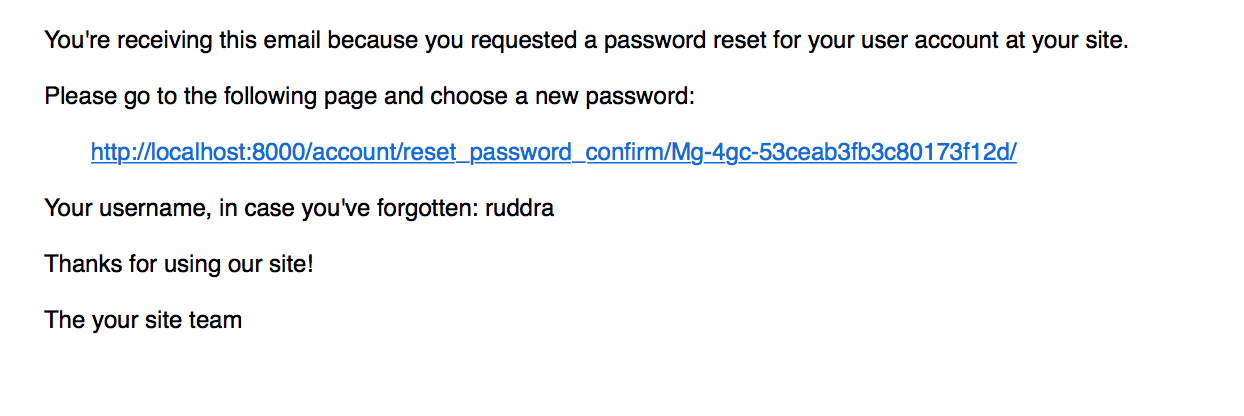 You're receiving this email because you requested a password reset for your user account at your site.
Please go to the following page and choose a new password:
http://localhost:8000/account/reset_password_confirm/Mg-4gc-53ceab3fb3c80173f12d/
Your username, in case you've forgotten: ruddra
Thanks for using our site!
The your site team